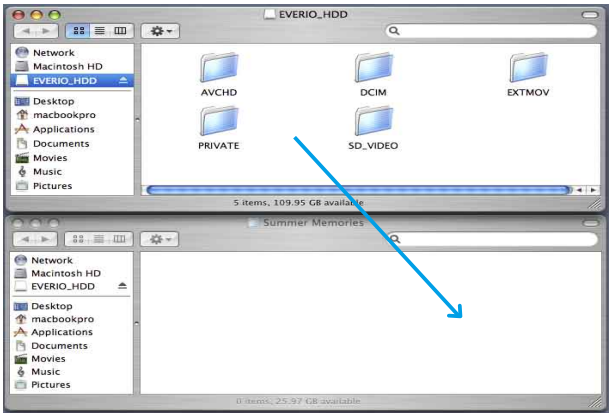 EVERIO_HDD
Network
Macintosh HD
EVERIO_HDD
Desktop
macbookpro
Applications
Documents
Movies
Music
Pictures
AVCHD
DCIM
EXTMOV
PRIVATE
SD_VIDEO
5 items, 109.95 GB available
Summer Memories
Network
Macintosh HD
EVERIO_HDD
Desktop
macbookpro
Applications
Documents
Movies
Music
Pictures
0 items, 25.97 GB available